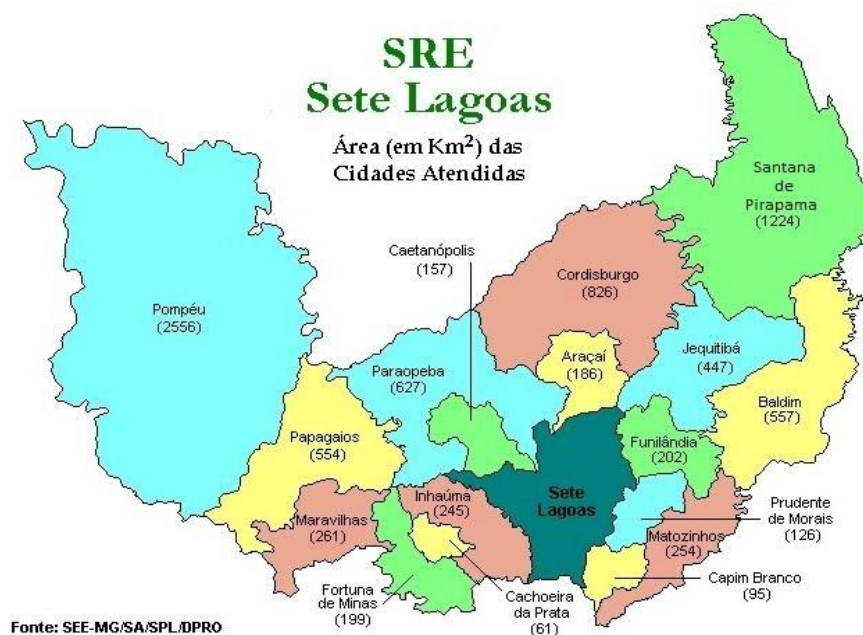 SRE
Sete Lagoas
Área (em Km²) das
Cidades Atendidas
Santana
de
Pirapama
(1224)
Caetanópolis
(157)
Cordisburgo
(826)
Pompéu
(2556)
Paraopeba
(627)
Araçaí
(186)
Jequitibá
(447)
Baldim
(557)
Papagaios
(554)
Funilândia
(202)
Inhaúma
(245)
Sete
Lagoas
Maravilhas
(261)
Prudente
de Morais
(126)
Matozinhos
(254)
Fortuna
de Minas
(199)
Cachoeira
da Prata
(61)
Capim Branco
(95)
Fonte: SEE-MG/SA/SPL/DPRO